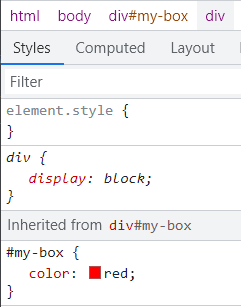 html body div#my-box div
Styles Computed Layout
Filter
element.style {
}
div {
display: block;
}
Inherited from div#my-box
#my-box {
color: red;
}